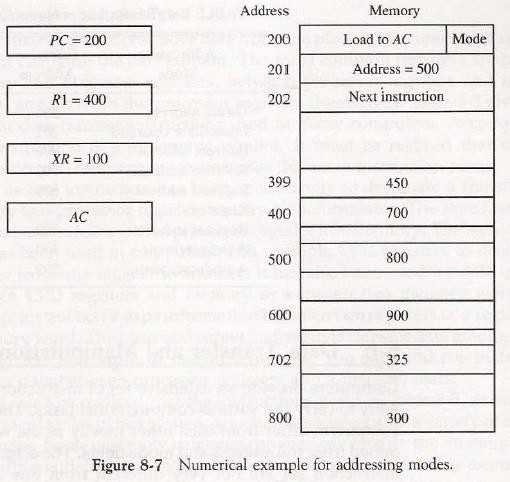 Address Memory
PC = 200
200 Load to AC Mode
201 Address = 500
R1 = 400
202 Next instruction
XR = 100
399 450
400 700
AC
500 800
600 900
702 325
800 300
Figure 8-7 Numerical example for addressing modes.